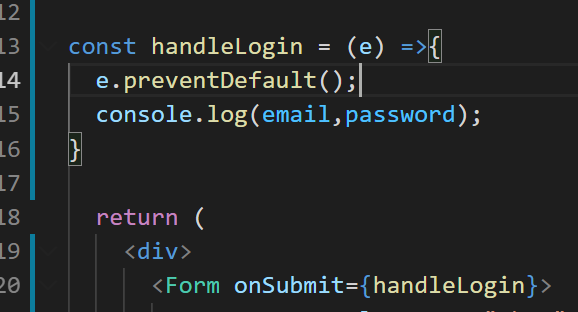 12
13 const handleLogin = (e) =>{
14 e.preventDefault();
15 console.log(email,password);
16 }
17
18 return (
19 <div>
20 <Form onSubmit={handleLogin}>